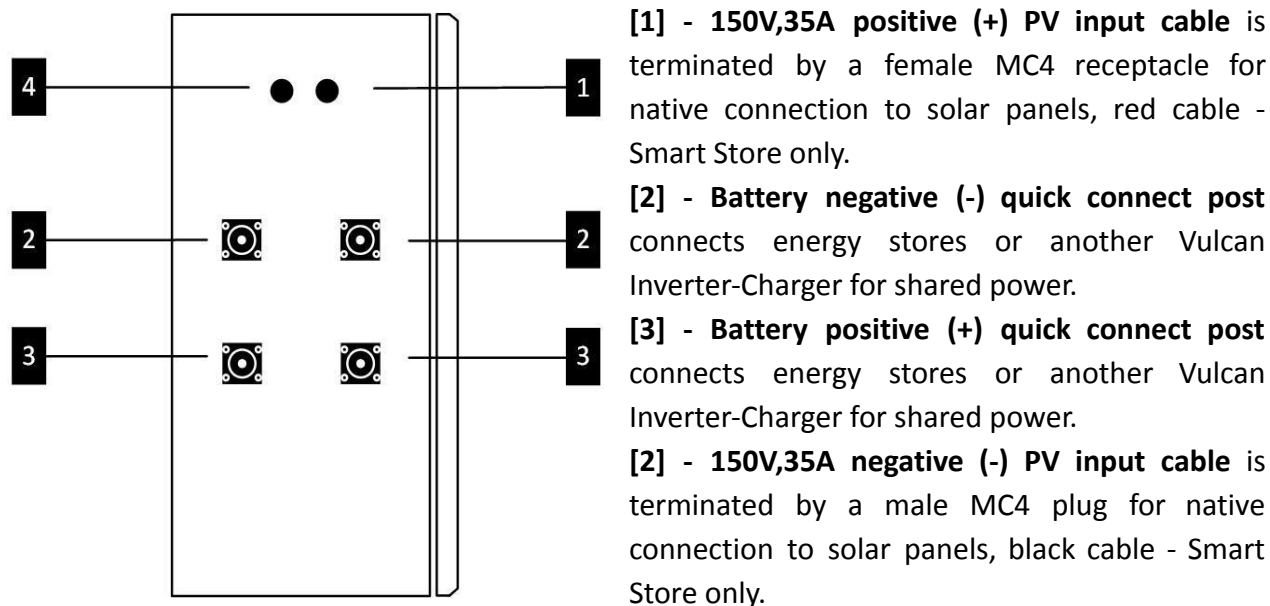 4
1
2
2
3
3
[1] - 150V,35A positive (+) PV input cable is
terminated by a female MC4 receptacle for
native connection to solar panels, red cable -
Smart Store only.
[2] - Battery negative (-) quick connect post
connects energy stores or another Vulcan
Inverter-Charger for shared power.
[3] - Battery positive (+) quick connect post
connects energy stores or another Vulcan
Inverter-Charger for shared power.
[2] - 150V,35A negative (-) PV input cable is
terminated by a male MC4 plug for native
connection to solar panels, black cable - Smart
Store only.